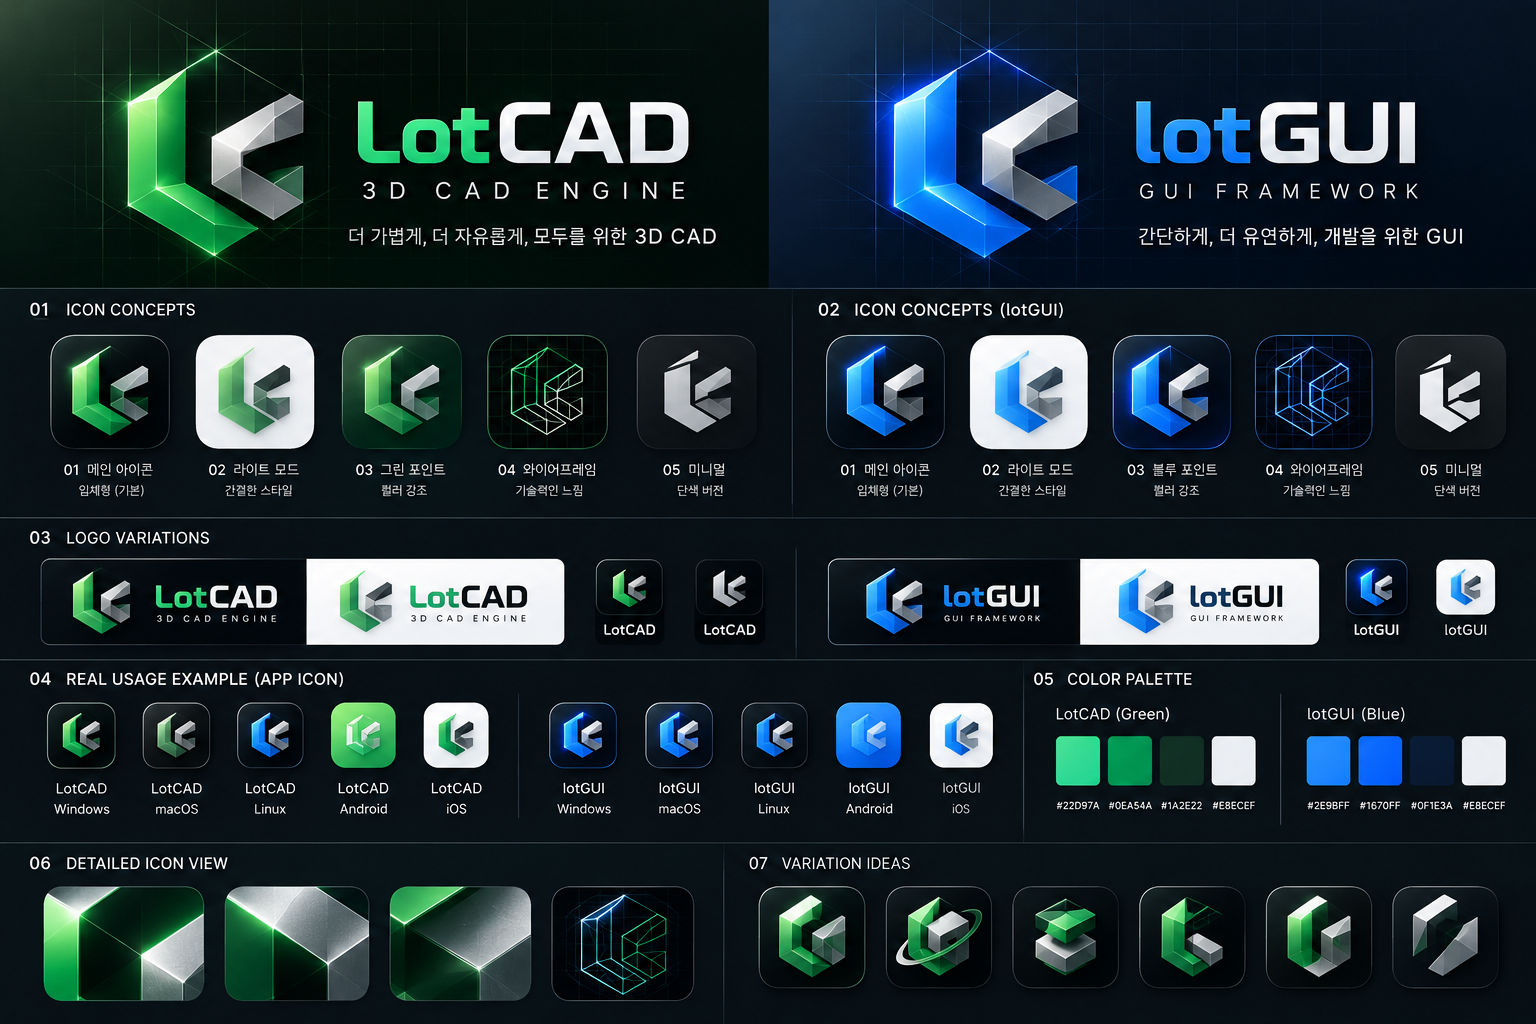 LotCAD
3D CAD ENGINE
더 가볍게, 더 자유롭게, 모두를 위한 3D CAD
lotGUI
GUI FRAMEWORK
간단하게, 더 유연하게, 개발을 위한 GUI
01 ICON CONCEPTS
01 메인 아이콘
입체형 (기본)
02 라이트 모드
간결한 스타일
03 그린 포인트
컬러 강조
04 와이어프레임
기술력인 느낌
05 미니멀
단색 버전
02 ICON CONCEPTS (lotGUI)
01 메인 아이콘
입체형 (기본)
02 라이트 모드
간결한 스타일
03 블루 포인트
컬러 강조
04 와이어프레임
기술력인 느낌
05 미니멀
단색 버전
03 LOGO VARIATIONS
LotCAD
3D CAD ENGINE
LotCAD
3D CAD ENGINE
LotCAD
LotCAD
lotGUI
GUI FRAMEWORK
lotGUI
GUI FRAMEWORK
lotGUI
lotGUI
04 REAL USAGE EXAMPLE (APP ICON)
LotCAD
Windows
LotCAD
macOS
LotCAD
Linux
LotCAD
Android
LotCAD
iOS
lotGUI
Windows
lotGUI
macOS
lotGUI
Linux
lotGUI
Android
lotGUI
iOS
05 COLOR PALETTE
LotCAD (Green)
#22D97A #0EA54A #1A2E22 #E8ECEF
lotGUI (Blue)
#2E9BFF #1670FF #0F1E3A #E8ECEF
06 DETAILED ICON VIEW
07 VARIATION IDEAS